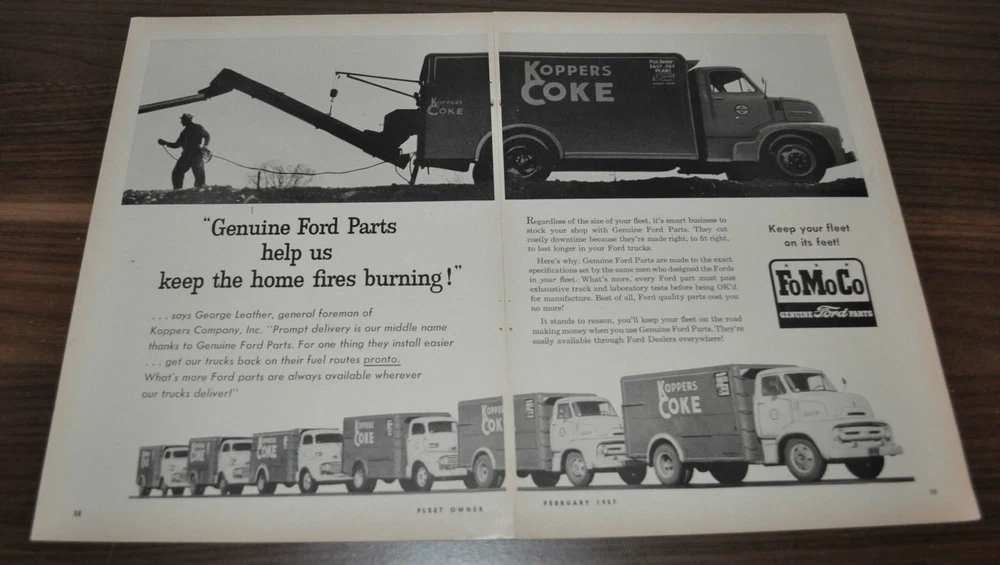 KOPPERS
COKE
KOPPERS
COKE
EASY-PAY
PLAN!
"Genuine Ford Parts
help us
keep the home fires burning!"
. . . says George Leather, general foreman of
Koppers Company, Inc. "Prompt delivery is our middle name
thanks to Genuine Ford Parts. For one thing they install easier
. . . get our trucks back on their fuel routes pronto.
What's more Ford parts are always available wherever
our trucks deliver!"
Regardless of the size of your fleet, it's smart business to
stock your shop with Genuine Ford Parts. They cut
costly downtime because they're made right, to fit right,
to last longer in your Ford trucks.
Here's why: Genuine Ford Parts are made to the exact
specifications set by the same men who designed the Fords
in your fleet. What's more, every Ford part must pass
exhaustive track and laboratory tests before being OK'd
for manufacture. Best of all, Ford quality parts cost you
no more!
It stands to reason, you'll keep your fleet on the road
making money when you use Genuine Ford Parts. They're
easily available through Ford Dealers everywhere!
Keep your fleet
on its feet!
FoMoCo
GENUINE Ford PARTS
KOPPERS
COKE
KOPPERS
COKE
KOPPERS
COKE
KOPPERS
COKE
58
FLEET OWNER
FEBRUARY 1957
59